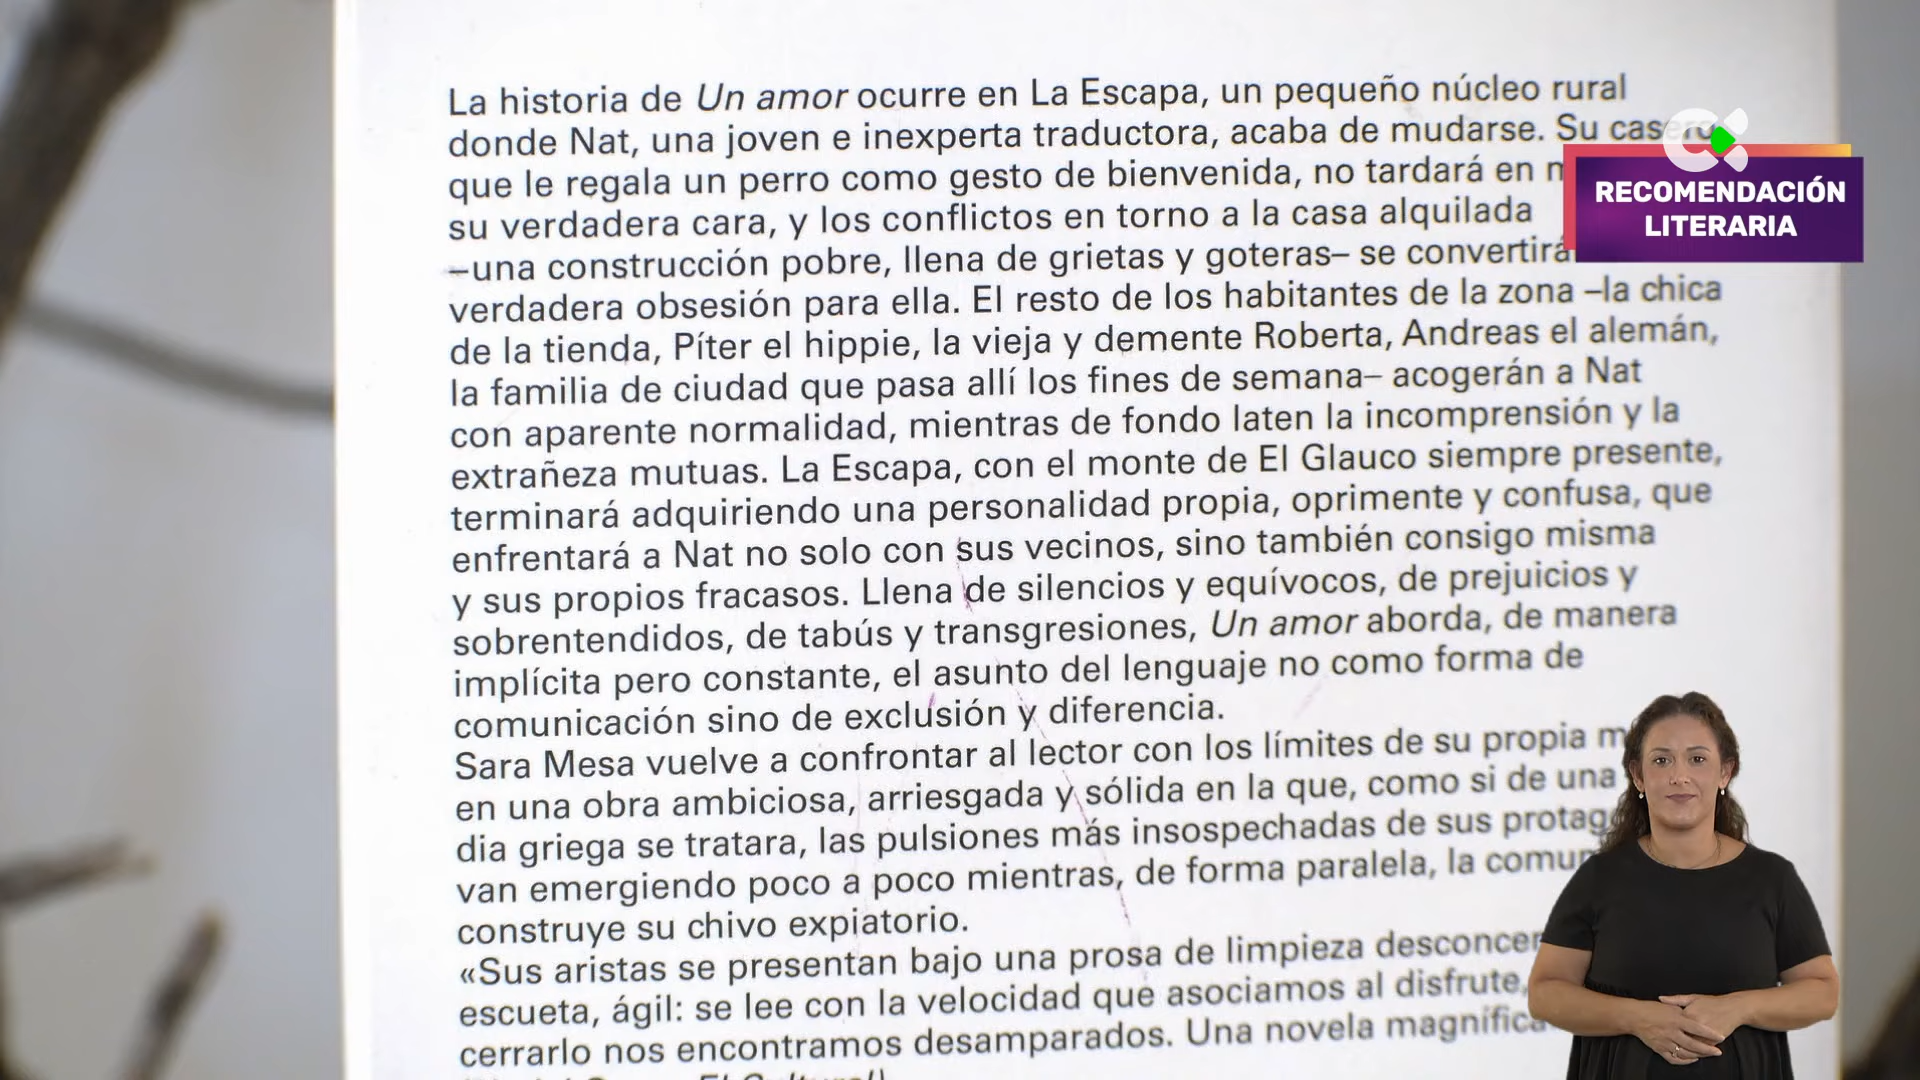 La historia de Un amor ocurre en La Escapa, un pequeño núcleo rural
donde Nat, una joven e inexperta traductora, acaba de mudarse. Su casero,
que le regala un perro como gesto de bienvenida, no tardará en
su verdadera cara, y los conflictos en torno a la casa alquilada
–una construcción pobre, llena de grietas y goteras– se convertirá
verdadera obsesión para ella. El resto de los habitantes de la zona –la chica
de la tienda, Píter el hippie, la vieja y demente Roberta, Andreas el alemán,
la familia de ciudad que pasa allí los fines de semana– acogerán a Nat
con aparente normalidad, mientras de fondo laten la incomprensión y la
extrañeza mutuas. La Escapa, con el monte de El Glauco siempre presente,
terminará adquiriendo una personalidad propia, oprimente y confusa, que
enfrentará a Nat no solo con sus vecinos, sino también consigo misma
y sus propios fracasos. Llena de silencios y equívocos, de prejuicios y
sobrentendidos, de tabús y transgresiones, Un amor aborda, de manera
implícita pero constante, el asunto del lenguaje no como forma de
comunicación sino de exclusión y diferencia.
Sara Mesa vuelve a confrontar al lector con los límites de su propia
en una obra ambiciosa, arriesgada y sólida en la que, como si de una
dia griega se tratara, las pulsiones más insospechadas de sus
van emergiendo poco a poco mientras, de forma paralela, la
construye su chivo expiatorio.
«Sus aristas se presentan bajo una prosa de limpieza
escueta, ágil: se lee con la velocidad que asociamos al disfrute,
cerrarlo nos encontramos desamparados. Una novela magnífica
RECOMENDACIÓN
LITERARIA